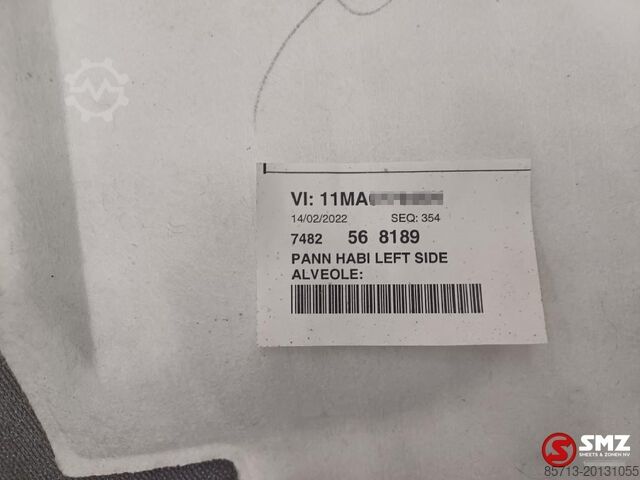 VI: 11MA
14/02/2022 SEQ: 354
7482 56 8189
PANN HABI LEFT SIDE
ALVEOLE:
SMZ
SMEETS & ZONEN NV
85713-20131055